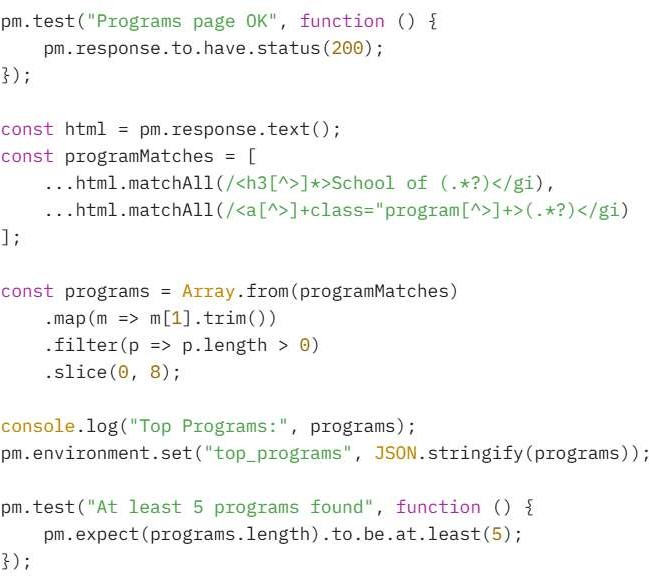 pm.test("Programs page OK", function () {
    pm.response.to.have.status(200);
});

const html = pm.response.text();
const programMatches = [
    ...html.matchAll(/<h3[^>]*>School of (.*?)</gi),
    ...html.matchAll(/<a[^>]+class="program[^>]+>(.*?)</gi)
];

const programs = Array.from(programMatches)
    .map(m => m[1].trim())
    .filter(p => p.length > 0)
    .slice(0, 8);

console.log("Top Programs:", programs);
pm.environment.set("top_programs", JSON.stringify(programs));

pm.test("At least 5 programs found", function () {
    pm.expect(programs.length).to.be.at.least(5);
});